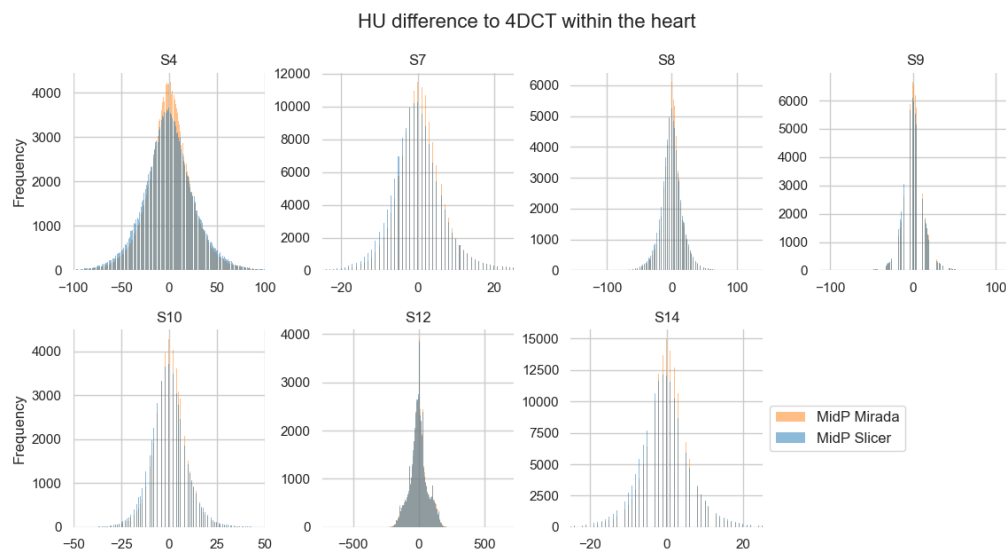 HU difference to 4DCT within the heart
S4
S7
S8
S9
Frequency
4000
3000
2000
1000
0
−100 −50 0 50 100
12000
10000
8000
6000
4000
2000
0
−20 0 20
6000
5000
4000
3000
2000
1000
0
−100 0 100
6000
5000
4000
3000
2000
1000
0
−100 0 100
S10
S12
S14
Frequency
4000
3000
2000
1000
0
−50 −25 0 25 50
4000
3000
2000
1000
0
−500 0 500
15000
12500
10000
7500
5000
2500
0
−20 0 20
MidP Mirada
MidP Slicer